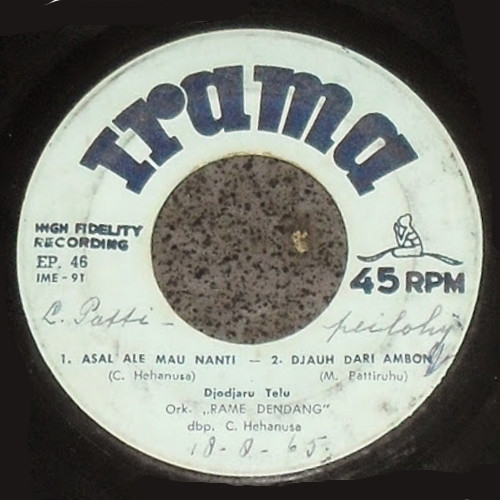 Irama
HIGH FIDELITY
RECORDING
EP. 46
IME-91
45 RPM
L. Patti - peilohy
1. ASAL ALE MAU NANTI — 2. DJAUH DARI AMBON
(C. Hehanusa) (M. Pattiruhu)
Djodjaru Telu
Ork. „RAME DENDANG"
dbp. C. Hehanusa
18-8-65